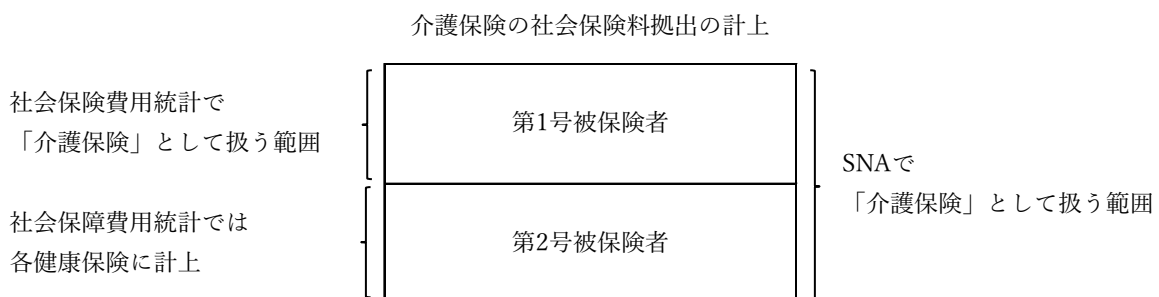 介護保険の社会保険料拠出の計上
社会保険費用統計で
「介護保険」として扱う範囲
第1号被保険者
SNAで
「介護保険」として扱う範囲
社会保障費用統計では
各健康保険に計上
第2号被保険者